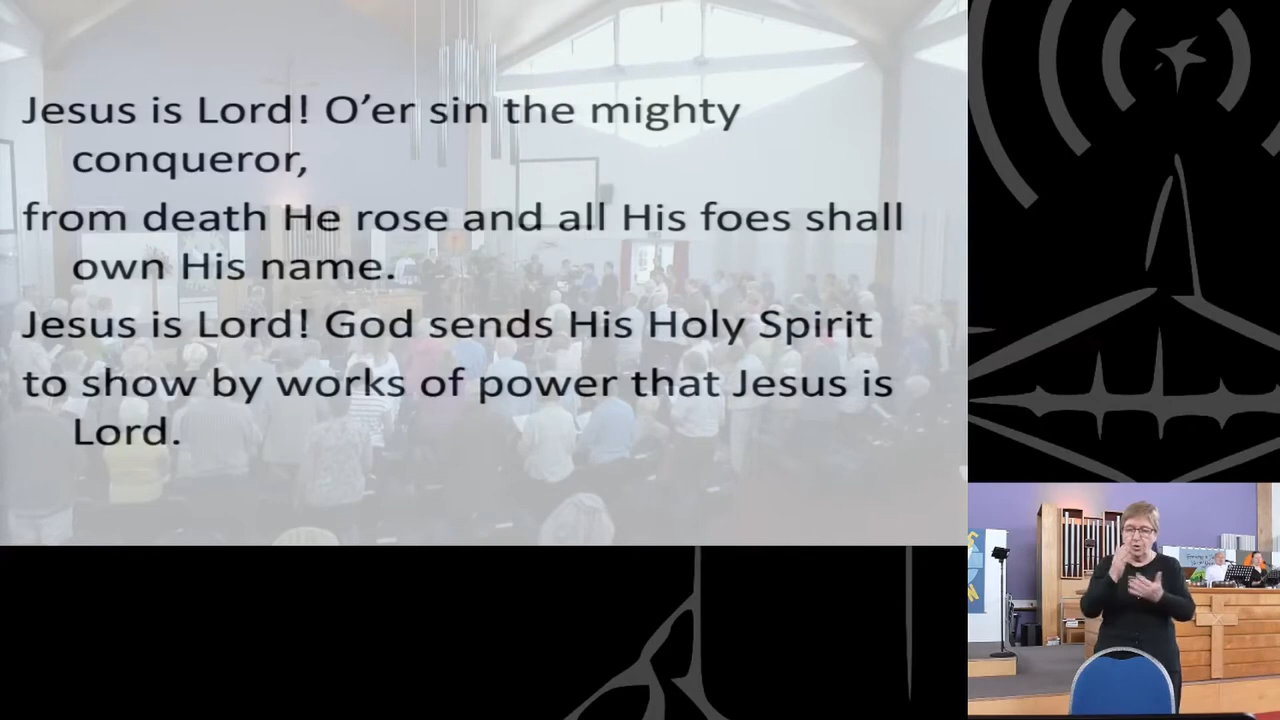 Jesus is Lord! O’er sin the mighty
conqueror,
from death He rose and all His foes shall
own His name.
Jesus is Lord! God sends His Holy Spirit
to show by works of power that Jesus is
Lord.